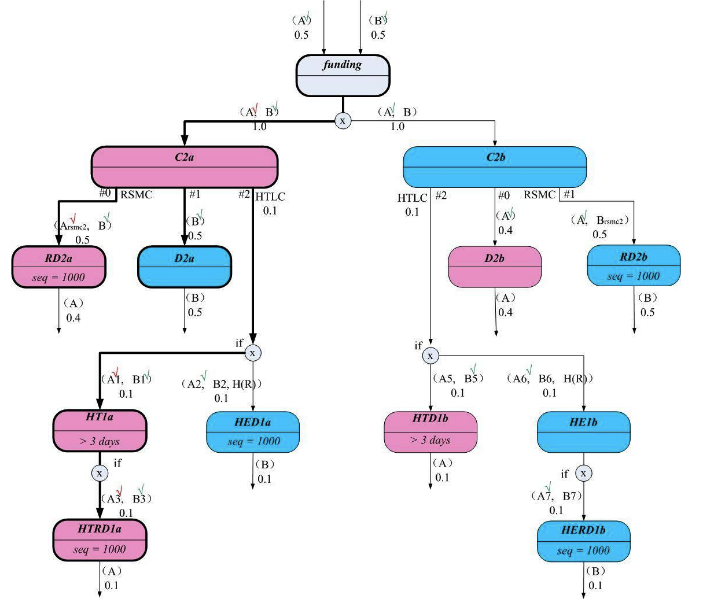 （A） （B）
0.5 0.5
funding
（A, B） （A, B）
1.0 x 1.0
C2a C2b
#0 RSMC #1 #2 HTLC HTLC #2 #0 RSMC #1
0.1 0.1
（Arsmc2, B） （B） （A） （A, Brsmc2）
0.5 0.5 0.4 0.5
RD2a D2a D2b RD2b
seq = 1000 seq = 1000
（A） （B） （A） （B）
0.4 0.5 0.4 0.5
if x if x
（A1, B1） （A2, B2, H(R)） （A5, B5） （A6, B6, H(R)）
0.1 0.1 0.1 0.1
HT1a HED1a HTD1b HE1b
> 3 days seq = 1000 > 3 days
if （B） （A） if
x 0.1 0.1 x
（A3, B3） （A7, B7）
0.1 0.1
HTRD1a HERD1b
seq = 1000 seq = 1000
（A） （B）
0.1 0.1